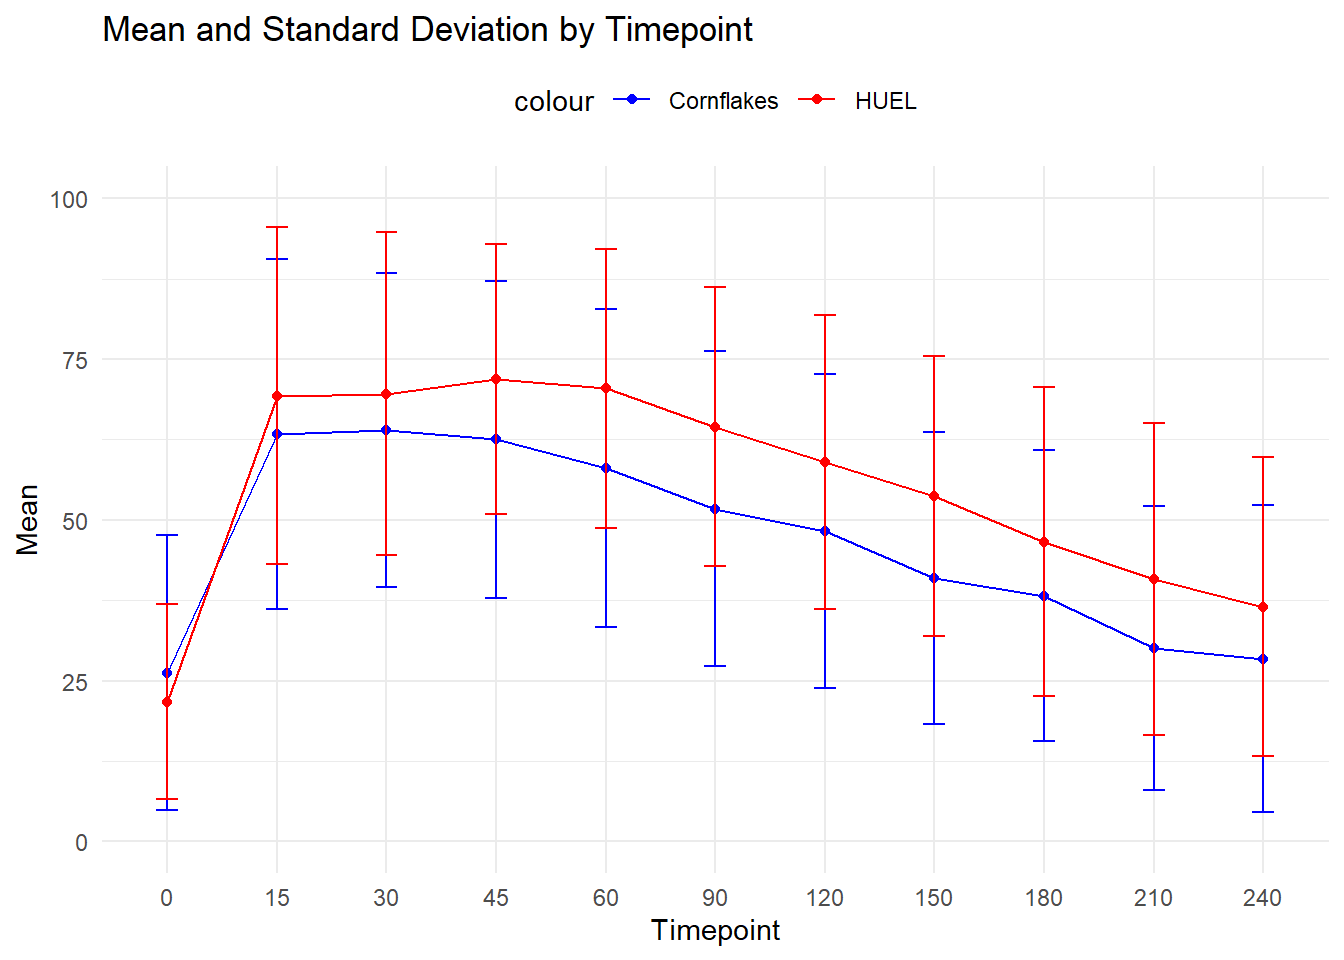 Mean and Standard Deviation by Timepoint
colour Cornflakes HUEL
100
75
50
25
0
Mean
0 15 30 45 60 90 120 150 180 210 240
Timepoint